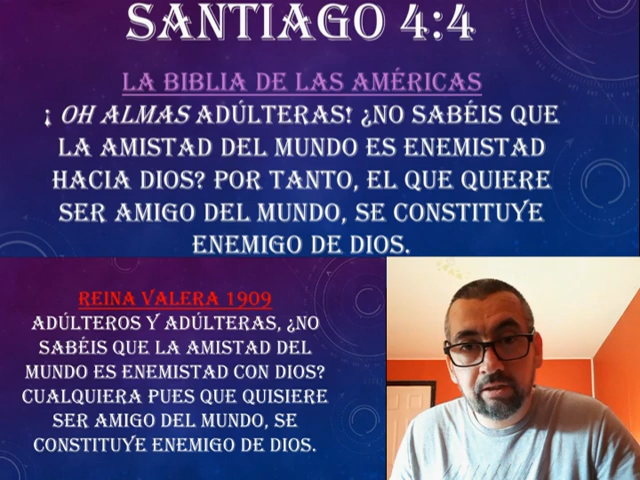 SANTIAGO 4:4
LA BIBLIA DE LAS AMÉRICAS
¡ OH ALMAS ADÚLTERAS! ¿NO SABÉIS QUE
LA AMISTAD DEL MUNDO ES ENEMISTAD
HACIA DIOS? POR TANTO, EL QUE QUIERE
SER AMIGO DEL MUNDO, SE CONSTITUYE
ENEMIGO DE DIOS.
REINA VALERA 1909
ADÚLTEROS Y ADÚLTERAS, ¿NO
SABÉIS QUE LA AMISTAD DEL
MUNDO ES ENEMISTAD CON DIOS?
CUALQUIERA PUES QUE QUISIERE
SER AMIGO DEL MUNDO, SE
CONSTITUYE ENEMIGO DE DIOS.